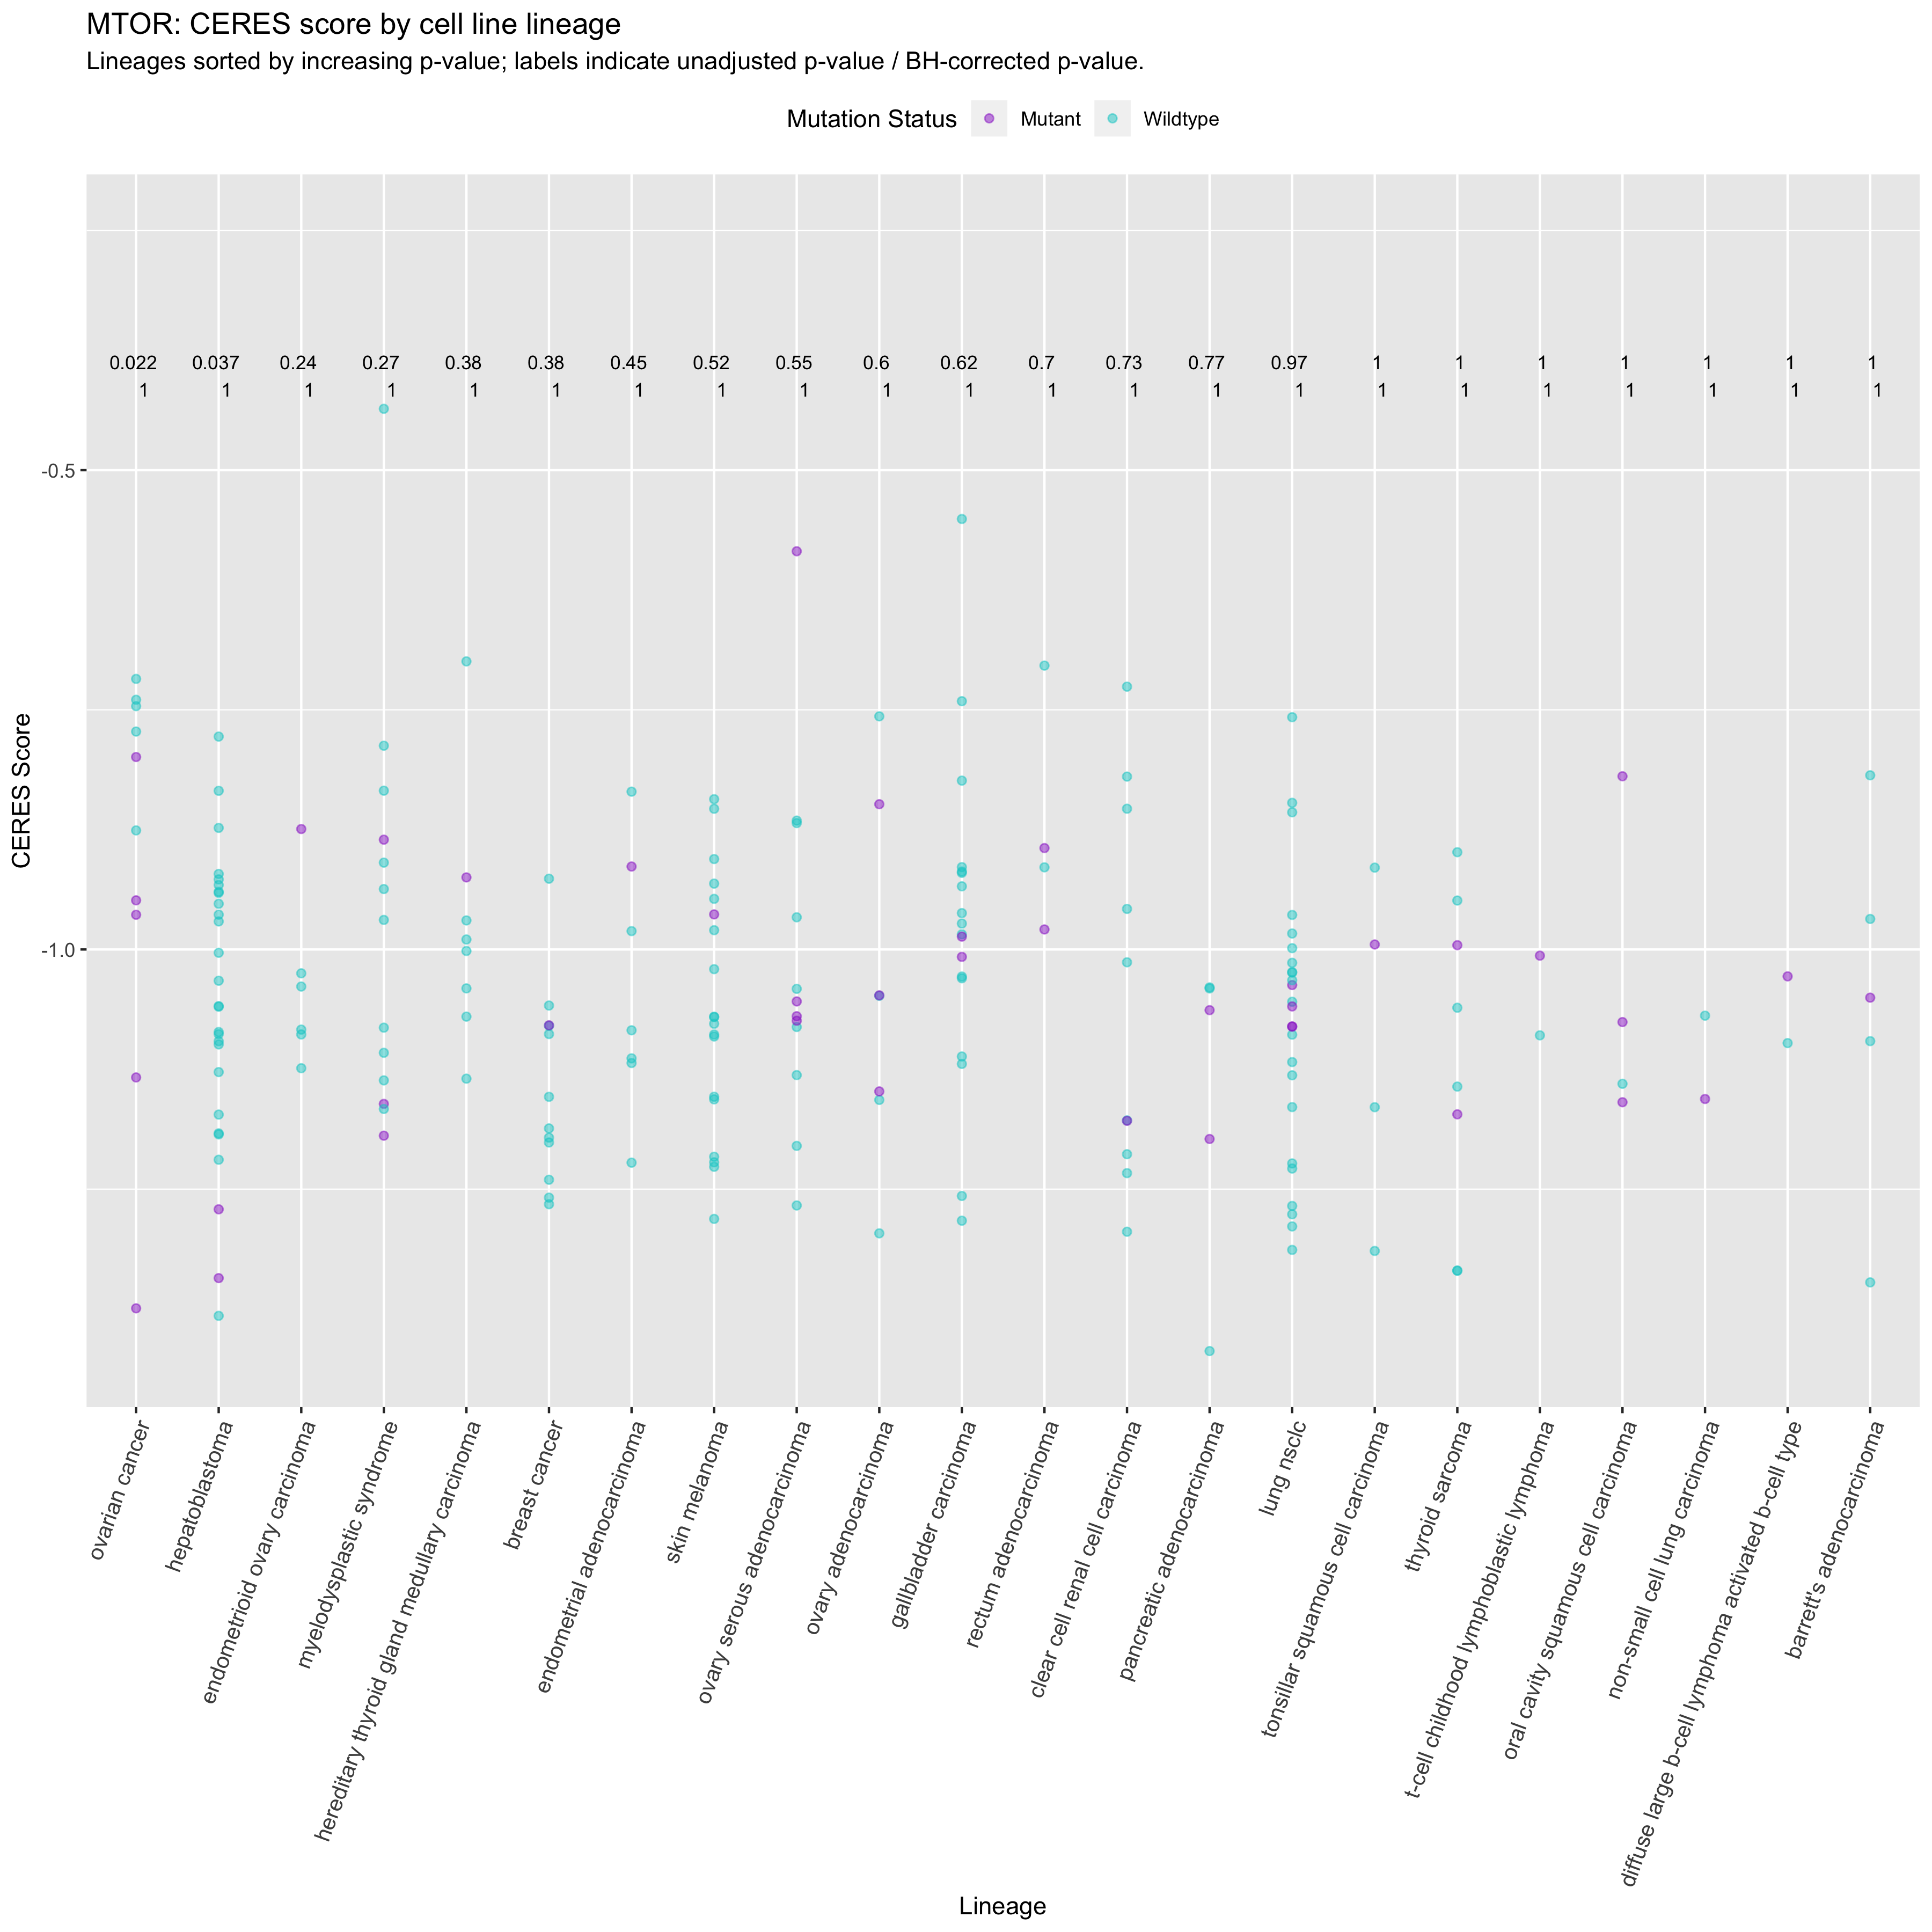 MTOR: CERES score by cell line lineage
Lineages sorted by increasing p-value; labels indicate unadjusted p-value / BH-corrected p-value.
Mutation Status Mutant Wildtype
0.022 0.037 0.24 0.27 0.38 0.38 0.45 0.52 0.55 0.6 0.62 0.7 0.73 0.77 0.97 1 1 1 1 1 1 1
1 1 1 1 1 1 1 1 1 1 1 1 1 1 1 1 1 1 1 1 1 1
-0.5
-1.0
CERES Score
ovarian cancer
hepatoblastoma
endometrioid ovary carcinoma
myelodysplastic syndrome
hereditary thyroid gland medullary carcinoma
breast cancer
endometrial adenocarcinoma
skin melanoma
ovary serous adenocarcinoma
ovary adenocarcinoma
gallbladder carcinoma
rectum adenocarcinoma
clear cell renal cell carcinoma
pancreatic adenocarcinoma
lung nsclc
tonsillar squamous cell carcinoma
thyroid sarcoma
t-cell childhood lymphoblastic lymphoma
oral cavity squamous cell carcinoma
non-small cell lung carcinoma
diffuse large b-cell lymphoma activated b-cell type
barrett's adenocarcinoma
Lineage